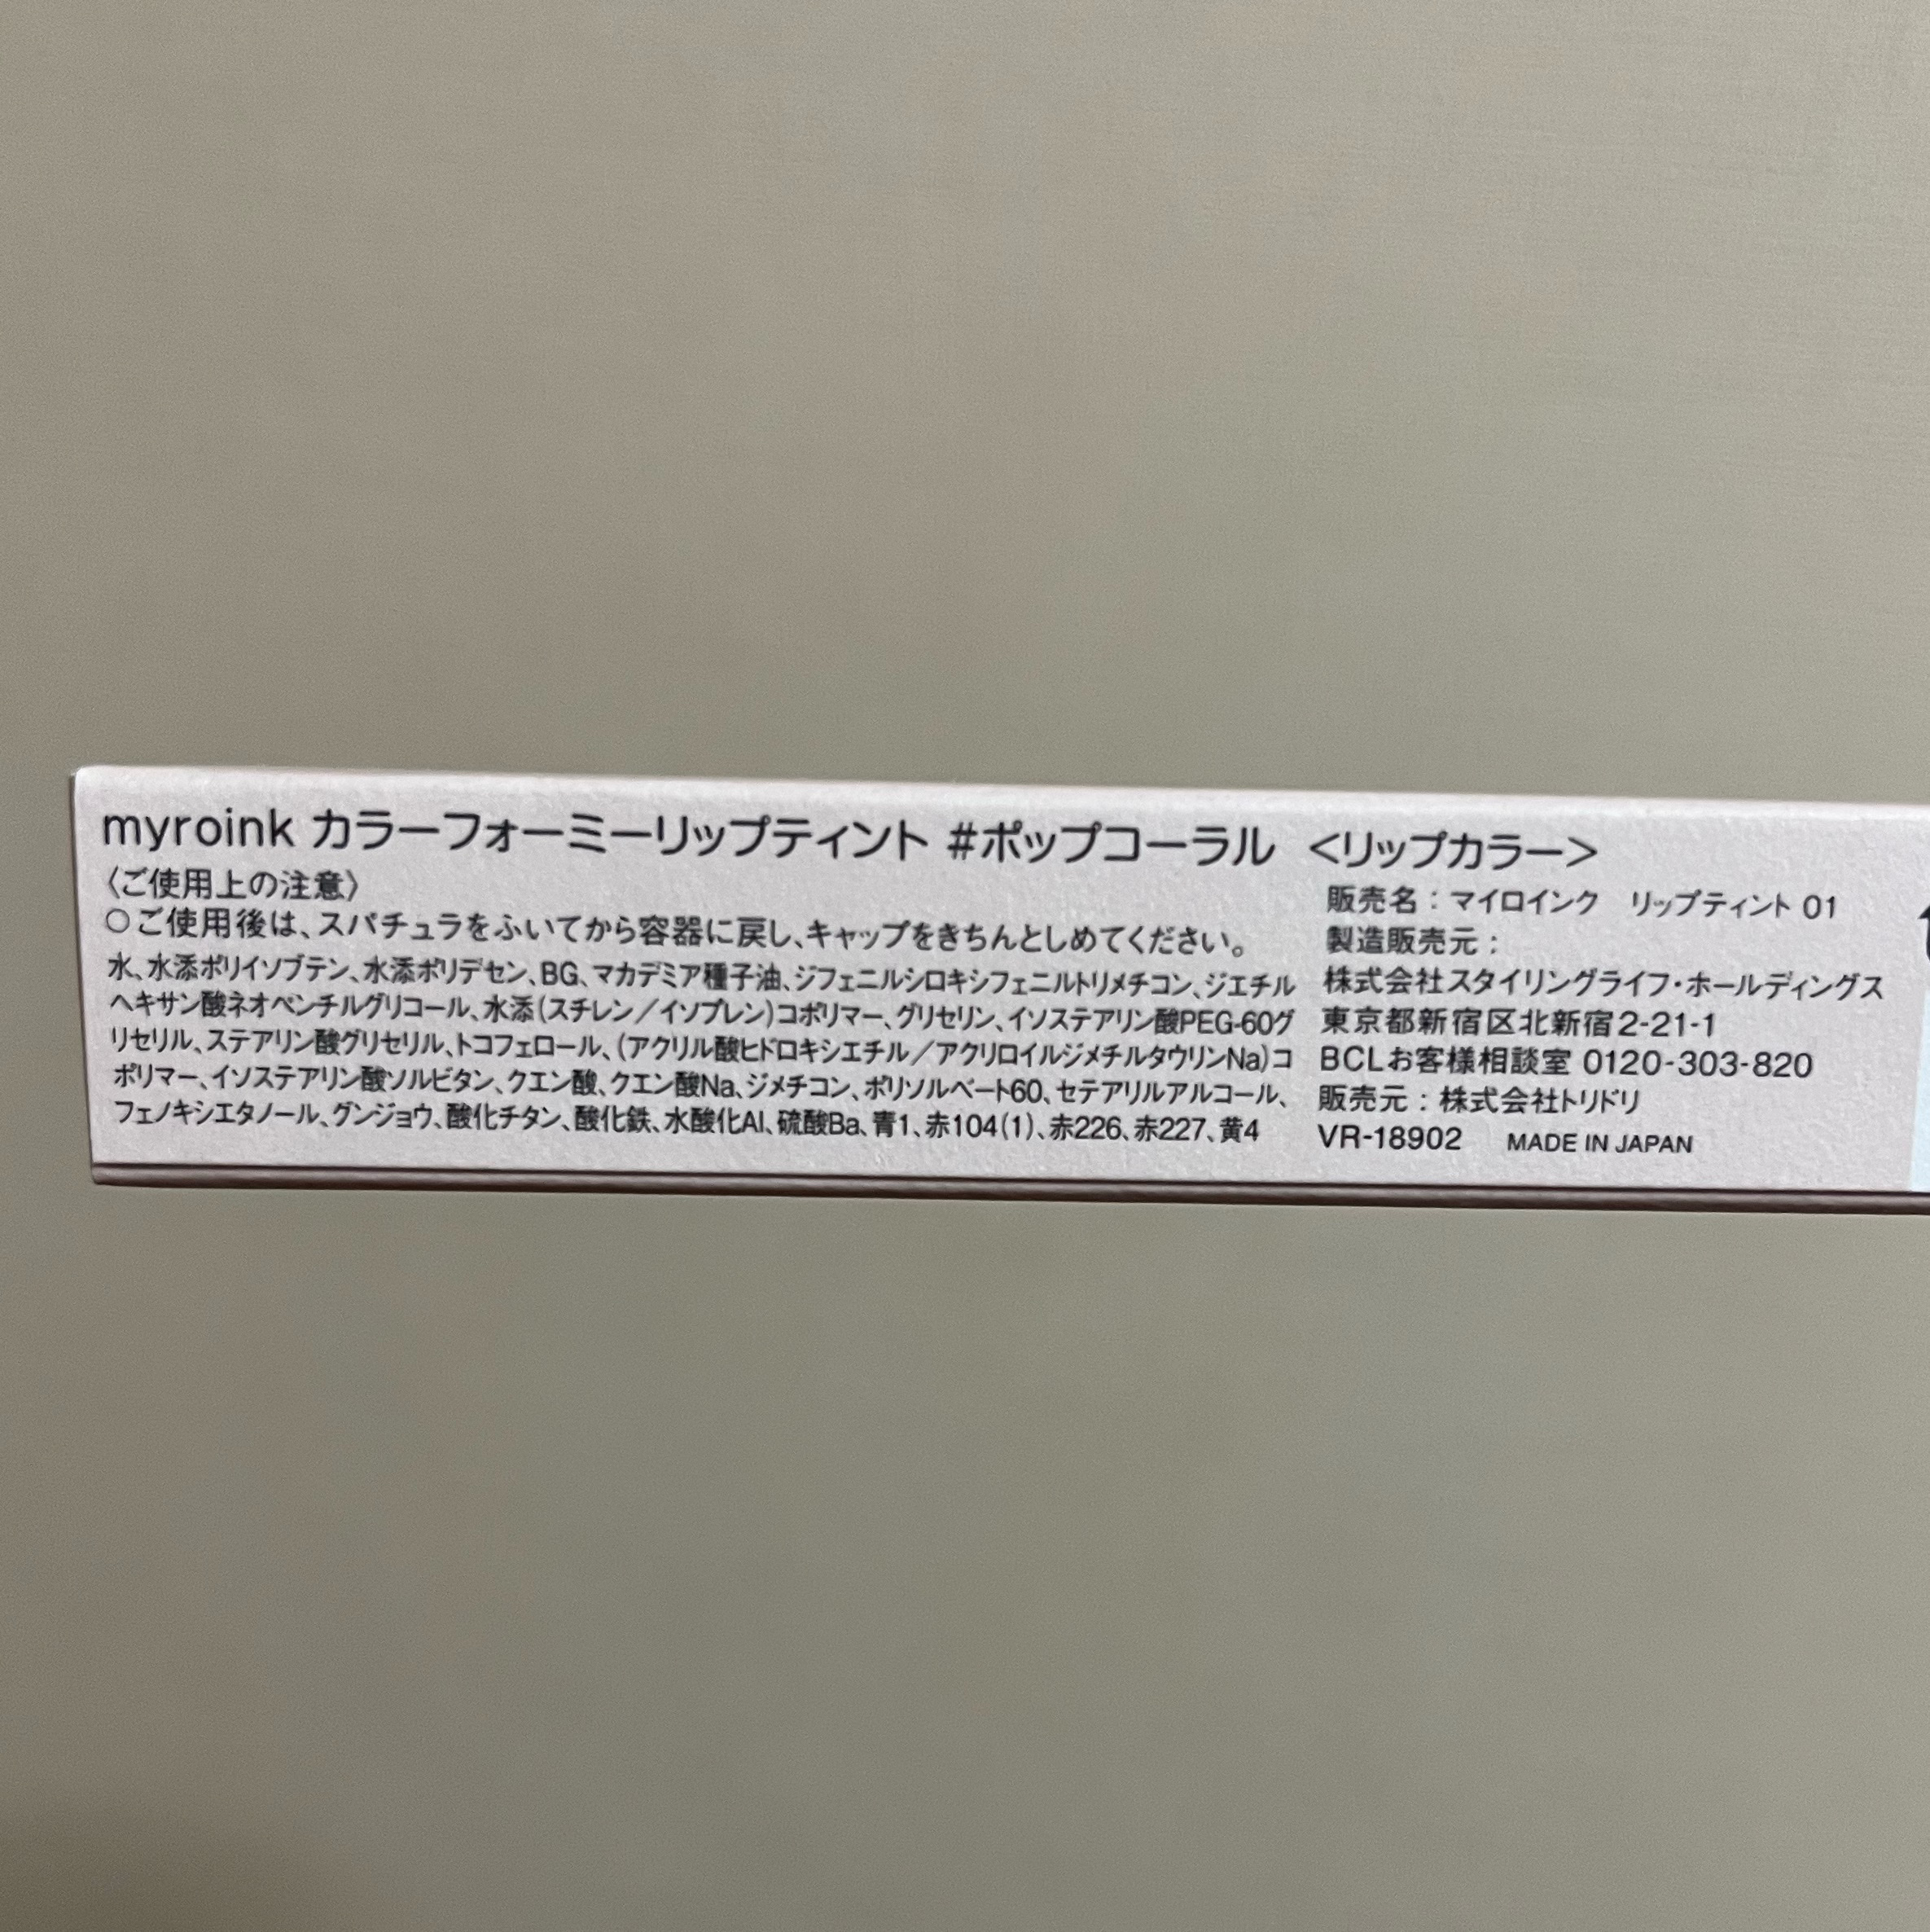 myroink カラーフォーミーリップティント #ポップコーラル <リップカラー>
〈ご使用上の注意〉
○ご使用後は、スパチュラをふいてから容器に戻し、キャップをきちんとしめてください。
水、水添ポリイソブテン、水添ポリデセン、BG、マカデミア種子油、ジフェニルシロキシフェニルトリメチコン、ジエチル
ヘキサン酸ネオペンチルグリコール、水添(スチレン/イソプレン)コポリマー、グリセリン、イソステアリン酸PEG-60グ
リセリル、ステアリン酸グリセリル、トコフェロール、(アクリル酸ヒドロキシエチル/アクリロイルジメチルタウリンNa)コ
ポリマー、イソステアリン酸ソルビタン、クエン酸、クエン酸Na、ジメチコン、ポリソルベート60、セテアリルアルコール、
フェノキシエタノール、グンジョウ、酸化チタン、酸化鉄、水酸化Al、硫酸Ba、青1、赤104(1)、赤226、赤227、黄4
販売名：マイロインク リップティント 01
製造販売元：
株式会社スタイリングライフ・ホールディングス
東京都新宿区北新宿2-21-1
BCLお客様相談室 0120-303-820
販売元：株式会社トリドリ
VR-18902 MADE IN JAPAN